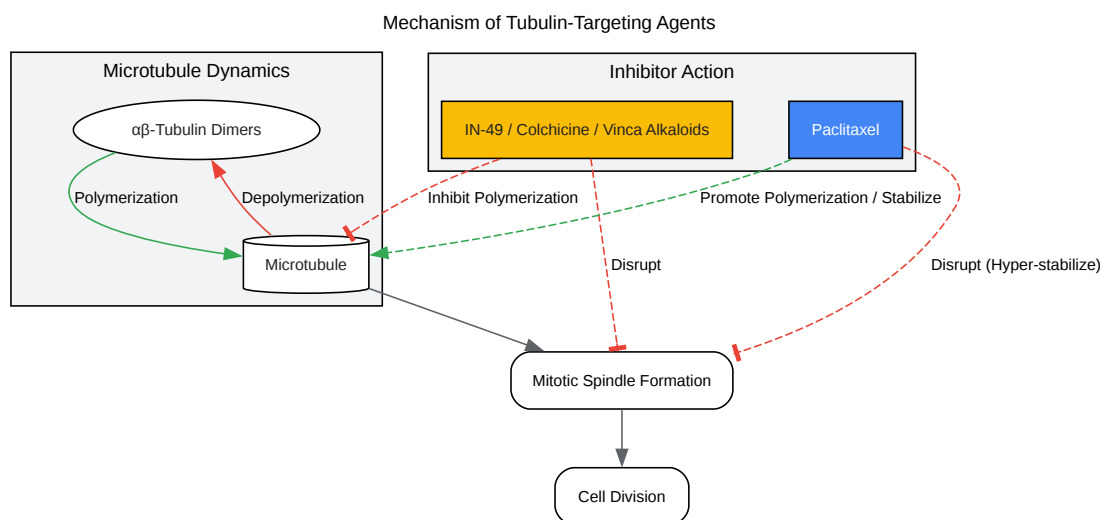 Mechanism of Tubulin-Targeting Agents
Microtubule Dynamics
Inhibitor Action
αβ-Tubulin Dimers
IN-49 / Colchicine / Vinca Alkaloids
Paclitaxel
Polymerization
Depolymerization
Inhibit Polymerization
Promote Polymerization / Stabilize
Microtubule
Disrupt
Disrupt (Hyper-stabilize)
Mitotic Spindle Formation
Cell Division